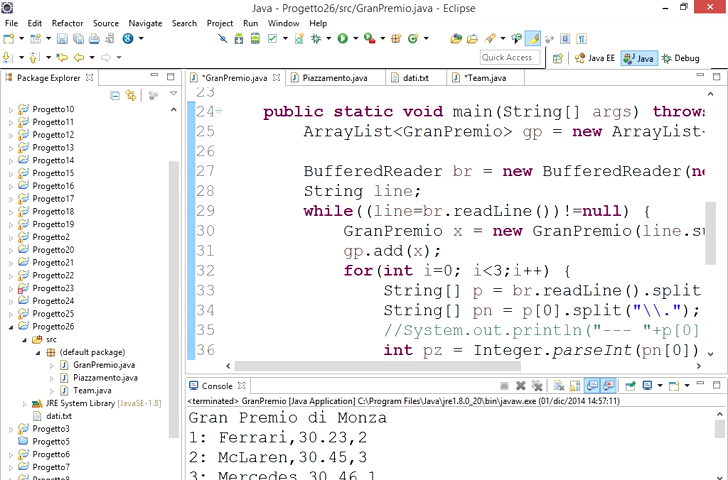 Java - Progetto26/src/GranPremio.java - Eclipse
File Edit Source Refactor Navigate Search Project Run Window Help
Quick Access
Java EE Java Debug
Package Explorer
*GranPremio.java Piazzamento.java dati.txt *Team.java
Progetto10
Progetto11
Progetto12
Progetto13
Progetto14
Progetto15
Progetto16
Progetto17
Progetto18
Progetto19
Progetto2
Progetto20
Progetto21
Progetto22
Progetto23
Progetto24
Progetto25
Progetto26
src
(default package)
GranPremio.java
Piazzamento.java
Team.java
JRE System Library [JavaSE-1.8]
dati.txt
Progetto3
Progetto5
Progetto4
Progetto6
Progetto7
23
24 public static void main(String[] args) throws
25 ArrayList<GranPremio> gp = new ArrayList<
26
27 BufferedReader br = new BufferedReader(ne
28 String line;
29 while((line=br.readLine())!=null) {
30 GranPremio x = new GranPremio(line.su
31 gp.add(x);
32 for(int i=0; i<3;i++) {
33 String[] p = br.readLine().split
34 String[] pn = p[0].split("\\.");
35 //System.out.println("--- "+p[0])
36 int pz = Integer.parseInt(pn[0])
Console
<terminated> GranPremio [Java Application] C:\Program Files\Java\jre1.8.0_20\bin\javaw.exe (01/dic/2014 14:57:11)
Gran Premio di Monza
1: Ferrari,30.23,2
2: McLaren,30.45,3
3: Mercedes,30.46,1